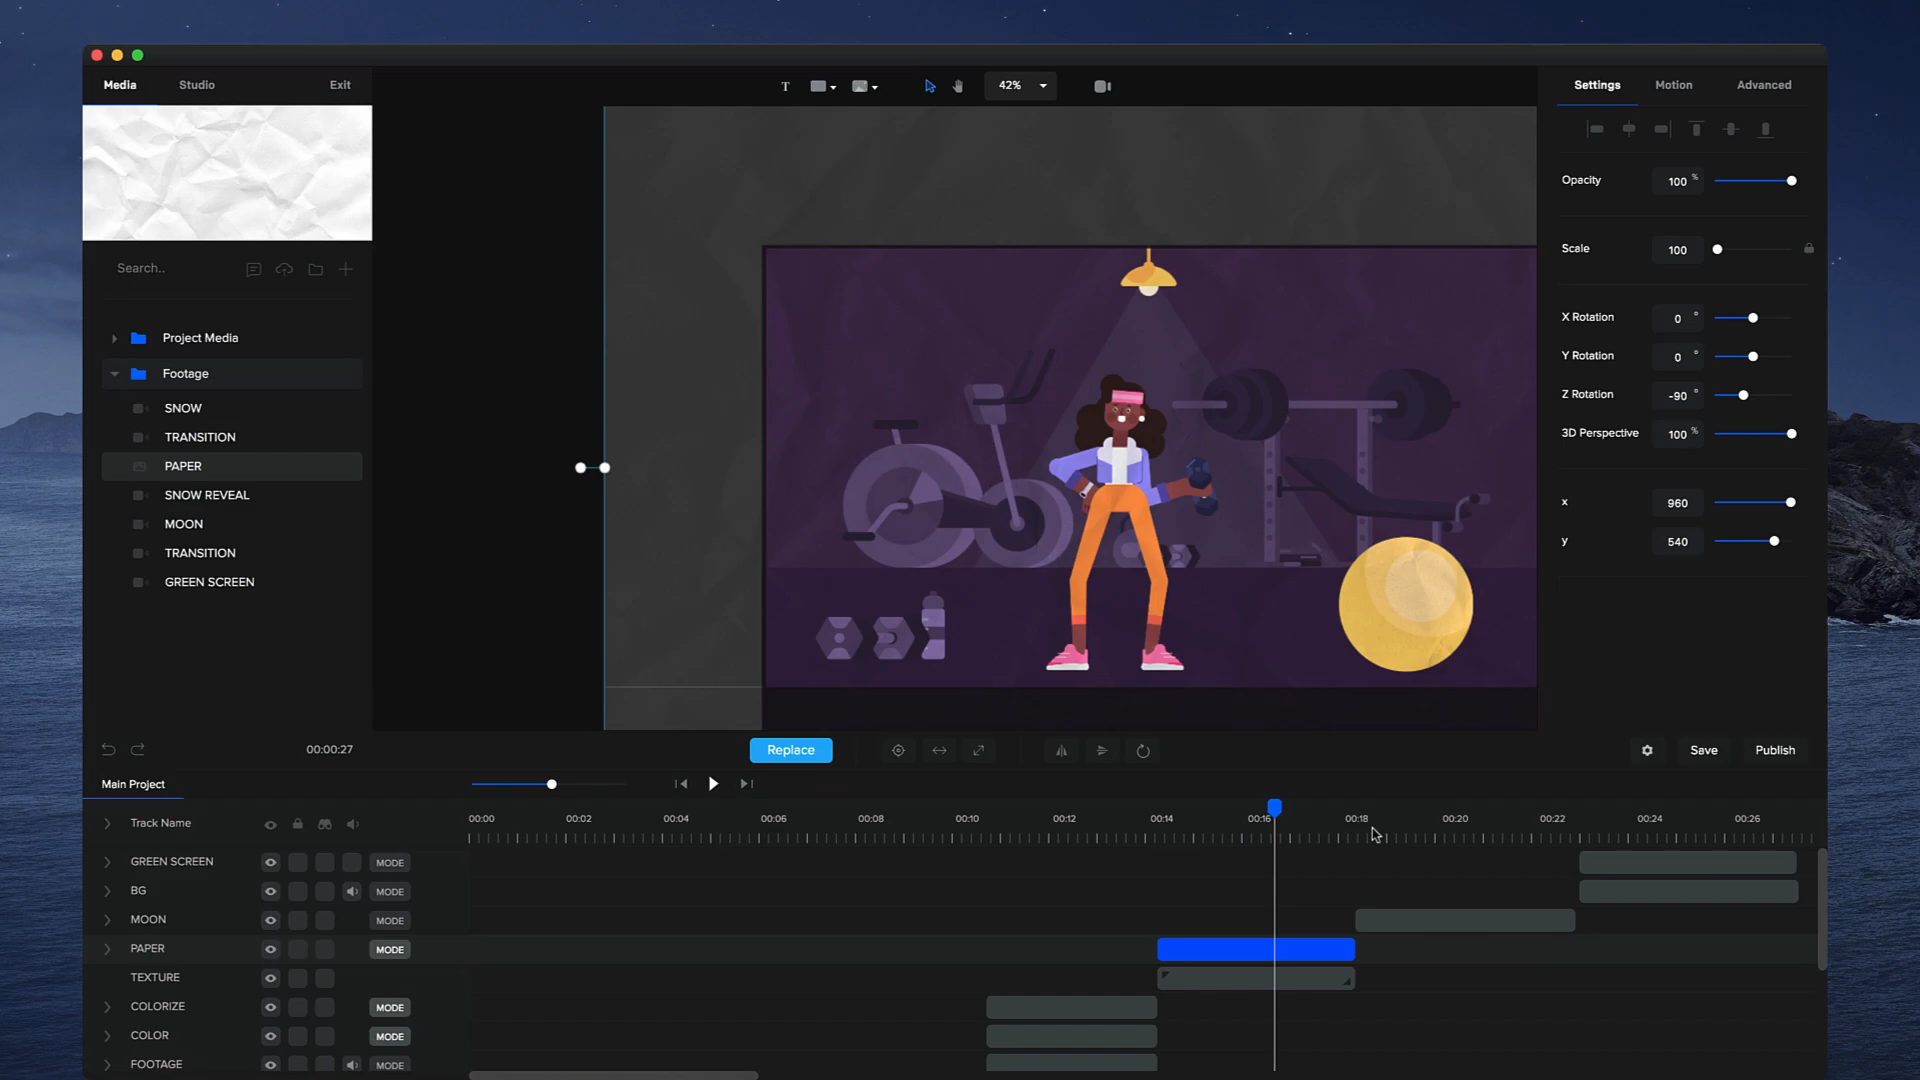 Media Studio Exit
T 42%
Settings Motion Advanced
Opacity 100 %
Scale 100
Search..
X Rotation 0 °
Project Media
Y Rotation 0 °
Footage
Z Rotation -90 °
SNOW
3D Perspective 100 %
TRANSITION
PAPER
SNOW REVEAL
x 960
MOON
y 540
TRANSITION
GREEN SCREEN
00:00:27 Replace Save Publish
Main Project
Track Name 00:00 00:02 00:04 00:06 00:08 00:10 00:12 00:14 00:16 00:18 00:20 00:22 00:24 00:26
GREEN SCREEN MODE
BG MODE
MOON MODE
PAPER MODE
TEXTURE
COLORIZE MODE
COLOR MODE
FOOTAGE MODE